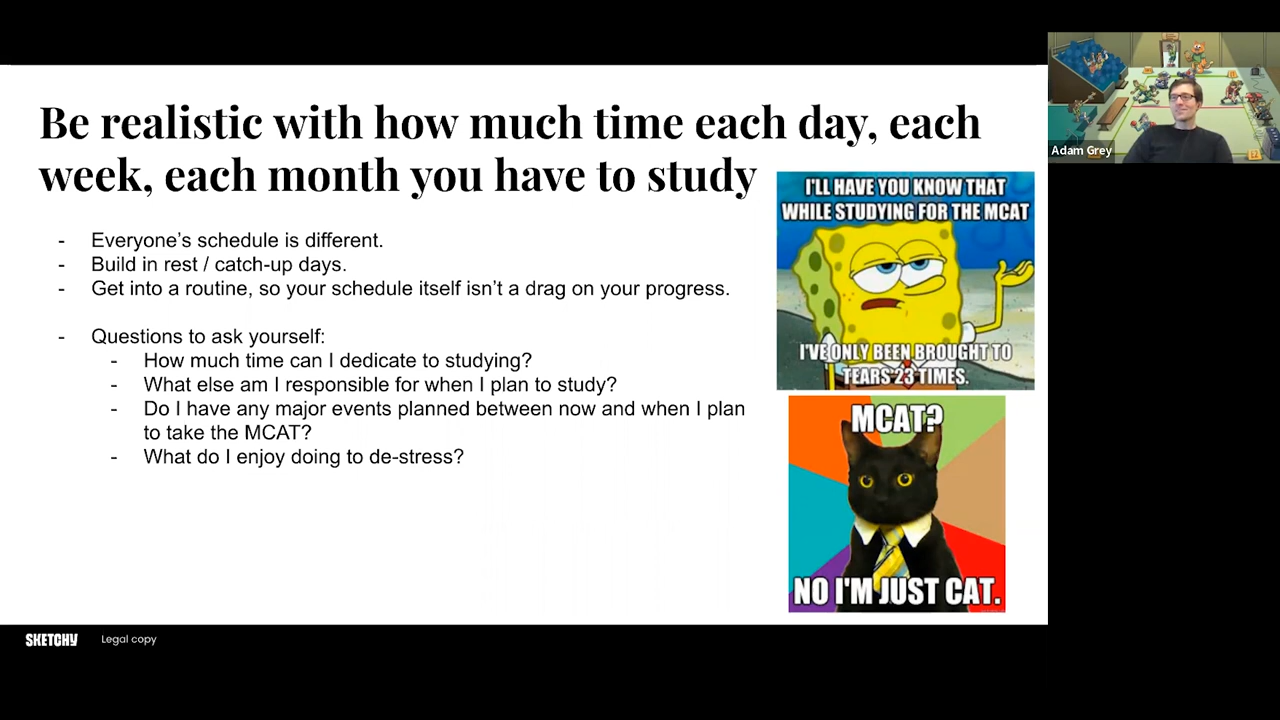 Be realistic with how much time each day, each
week, each month you have to study
- Everyone's schedule is different.
- Build in rest / catch-up days.
- Get into a routine, so your schedule itself isn't a drag on your progress.
- Questions to ask yourself:
- How much time can I dedicate to studying?
- What else am I responsible for when I plan to study?
- Do I have any major events planned between now and when I plan
to take the MCAT?
- What do I enjoy doing to de-stress?
I'LL HAVE YOU KNOW THAT
WHILE STUDYING FOR THE MCAT
I'VE ONLY BEEN BROUGHT TO
TEARS 23 TIMES.
MCAT?
NO I'M JUST CAT.
Adam Grey
SKETCHY
Legal copy